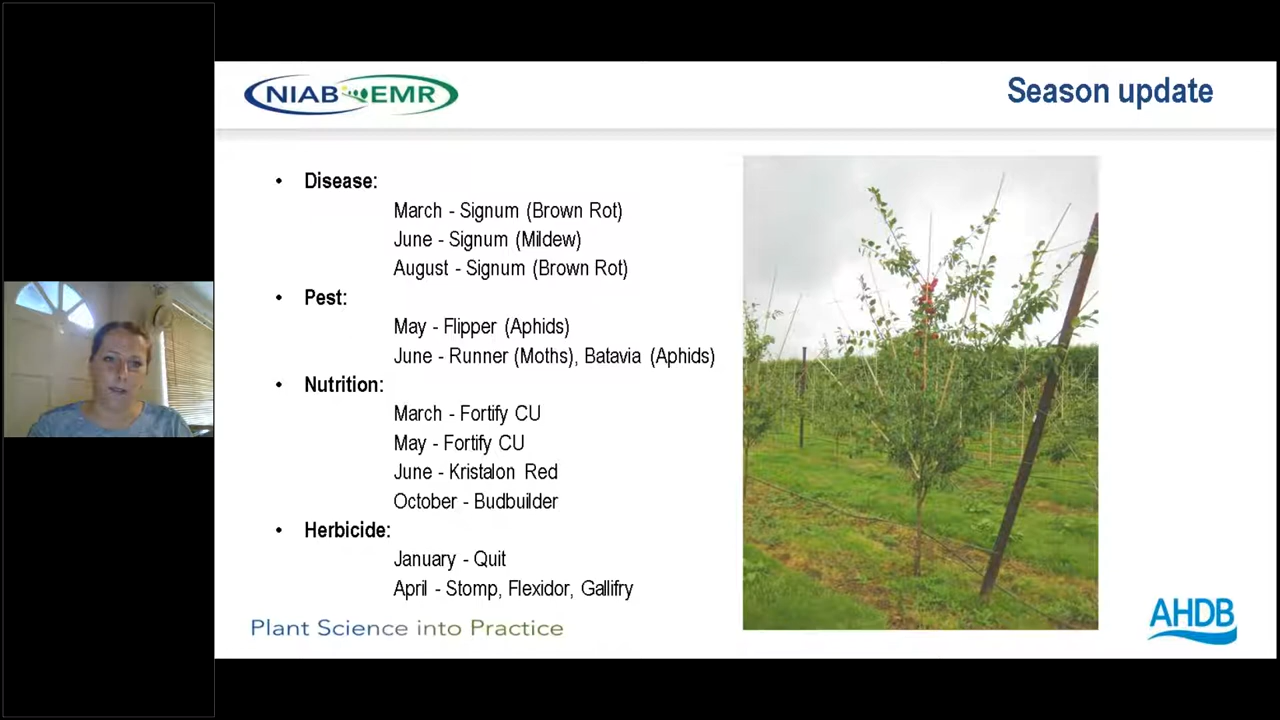 NIAB EMR
Season update
• Disease:
March - Signum (Brown Rot)
June - Signum (Mildew)
August - Signum (Brown Rot)
• Pest:
May - Flipper (Aphids)
June - Runner (Moths), Batavia (Aphids)
• Nutrition:
March - Fortify CU
May - Fortify CU
June - Kristalon Red
October - Budbuilder
• Herbicide:
January - Quit
April - Stomp, Flexidor, Gallifry
Plant Science into Practice
AHDB